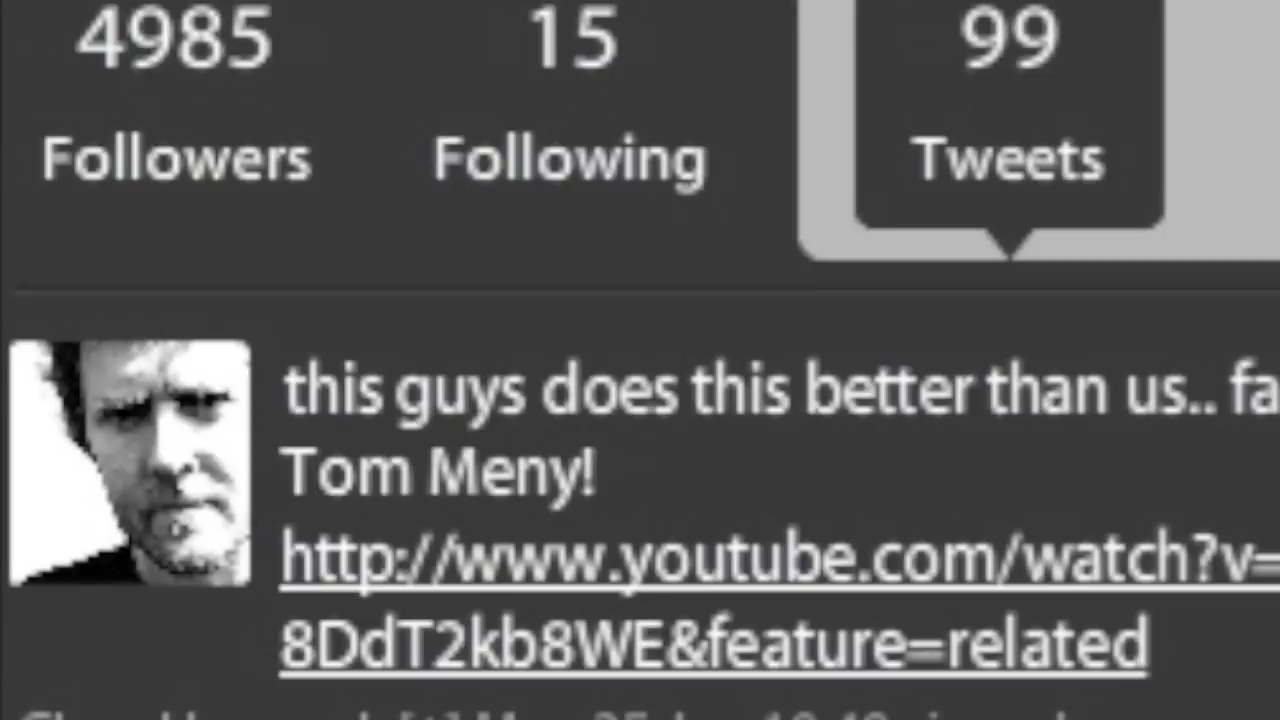 4985 15 99
Followers Following Tweets
this guys does this better than us..
Tom Meny!
http://www.youtube.com/watch?v=
8DdT2kb8WE&feature=related